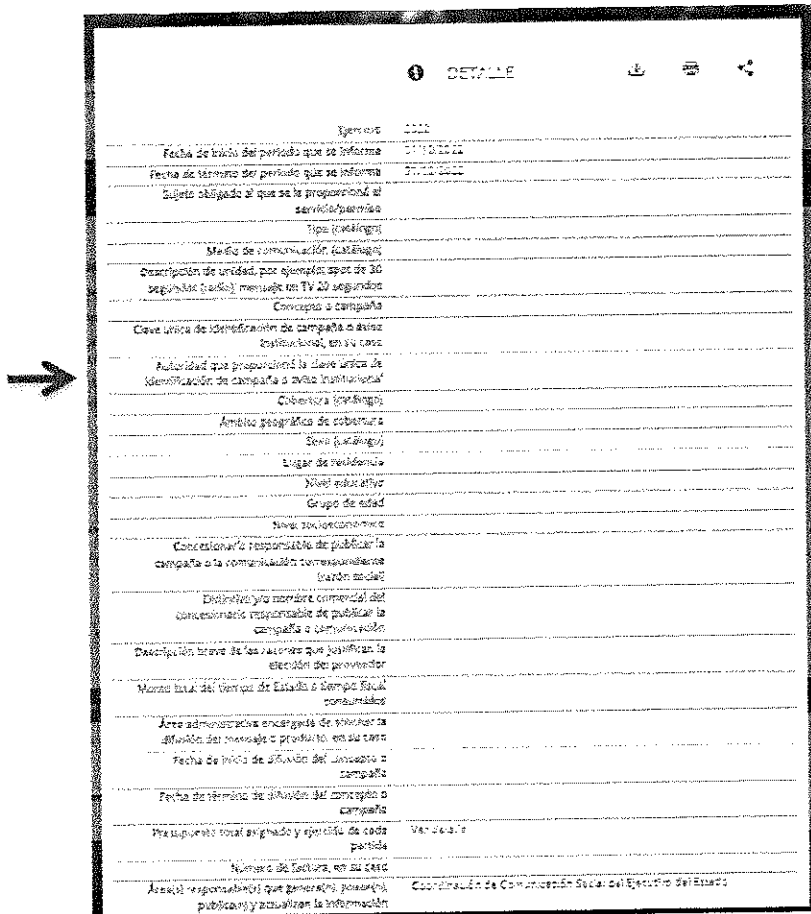 DETALLE
Ejercicio 2022
Fecha de inicio del periodo que se informa
Fecha de término del periodo que se informa
Sujeto obligado al que se le proporcionó el
servicio/permiso
Tipo (catálogo)
Medio de comunicación (catálogo)
Descripción de unidad, por ejemplo: spot de 30
segundos (radio); mensaje en TV 20 segundos
Concepto o campaña
Clave única de identificación de campaña o aviso
institucional, en su caso
Autoridad que proporcionó la clave única de
identificación de campaña o aviso institucional
Cobertura (catálogo)
Ámbito geográfico de cobertura
Sexo (catálogo)
Lugar de residencia
Nivel educativo
Grupo de edad
Nivel socioeconómico
Concesionario responsable de publicar la
campaña o la comunicación correspondiente
(razón social)
Distintivo y/o nombre comercial del
concesionario responsable de publicar la
campaña o comunicación
Descripción breve de las razones que justifican la
elección del proveedor
Monto total del tiempo de Estado o tiempo fiscal
consumidos
Área administrativa encargada de solicitar la
difusión del mensaje o producto, en su caso
Fecha de inicio de difusión del concepto o
campaña
Fecha de término de difusión del concepto o
campaña
Presupuesto total asignado y ejercido de cada Ver detalle
partida
Número de factura, en su caso
Área(s) responsable(s) que genera(n), posee(n), Coordinación de Comunicación Social del Ejecutivo del Estado
publica(n) y actualizan la información